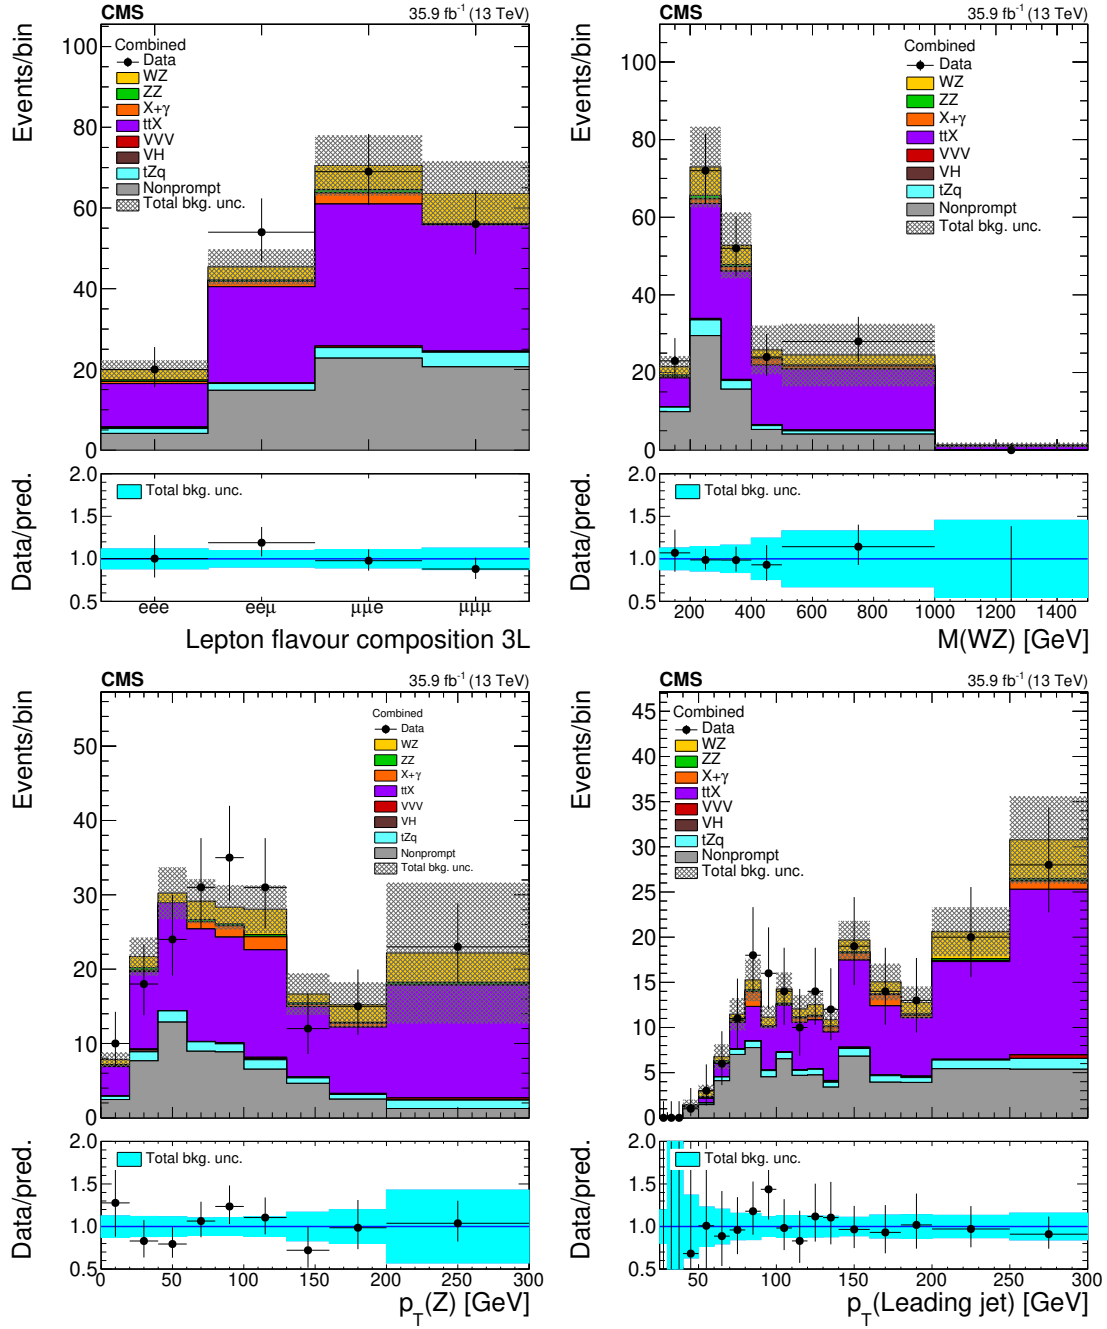 CMS 35.9 fb⁻¹ (13 TeV)
Events/bin
100
80
60
40
20
0
Combined
Data
WZ
ZZ
X+γ
ttX
VVV
VH
tZq
Nonprompt
Total bkg. unc.
Data/pred.
2.0
1.5
1.0
0.5
Total bkg. unc.
eee eeμ μμe μμμ
Lepton flavour composition 3L
CMS 35.9 fb⁻¹ (13 TeV)
Events/bin
100
80
60
40
20
0
Combined
Data
WZ
ZZ
X+γ
ttX
VVV
VH
tZq
Nonprompt
Total bkg. unc.
Data/pred.
2.0
1.5
1.0
0.5
Total bkg. unc.
200 400 600 800 1000 1200 1400
M(WZ) [GeV]
CMS 35.9 fb⁻¹ (13 TeV)
Events/bin
50
40
30
20
10
0
Combined
Data
WZ
ZZ
X+γ
ttX
VVV
VH
tZq
Nonprompt
Total bkg. unc.
Data/pred.
2.0
1.5
1.0
0.5
Total bkg. unc.
0 50 100 150 200 250 300
p_T(Z) [GeV]
CMS 35.9 fb⁻¹ (13 TeV)
Events/bin
45
40
35
30
25
20
15
10
5
0
Combined
Data
WZ
ZZ
X+γ
ttX
VVV
VH
tZq
Nonprompt
Total bkg. unc.
Data/pred.
2.0
1.5
1.0
0.5
Total bkg. unc.
50 100 150 200 250 300
p_T(Leading jet) [GeV]